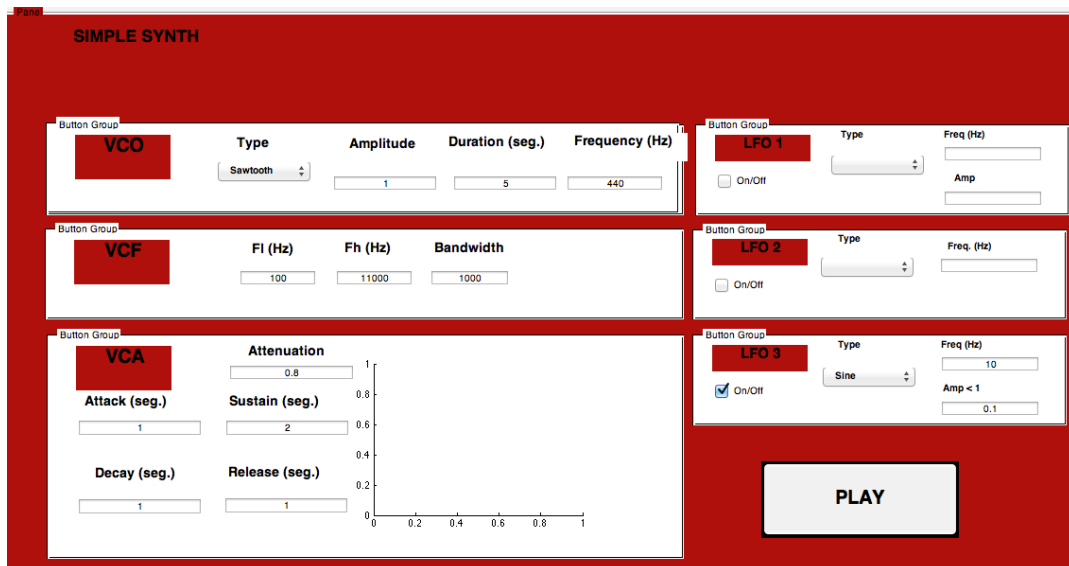 Panel
SIMPLE SYNTH
Button Group
VCO
Type
Amplitude
Duration (seg.)
Frequency (Hz)
Sawtooth
1
5
440
Button Group
LFO 1
Type
Freq (Hz)
On/Off
Amp
Button Group
VCF
Fl (Hz)
Fh (Hz)
Bandwidth
100
11000
1000
Button Group
LFO 2
Type
Freq. (Hz)
On/Off
Button Group
VCA
Attenuation
0.8
Attack (seg.)
Sustain (seg.)
1
2
Decay (seg.)
Release (seg.)
1
1
1
0.8
0.6
0.4
0.2
0
0 0.2 0.4 0.6 0.8 1
Button Group
LFO 3
Type
Freq (Hz)
Sine
10
On/Off
Amp < 1
0.1
PLAY